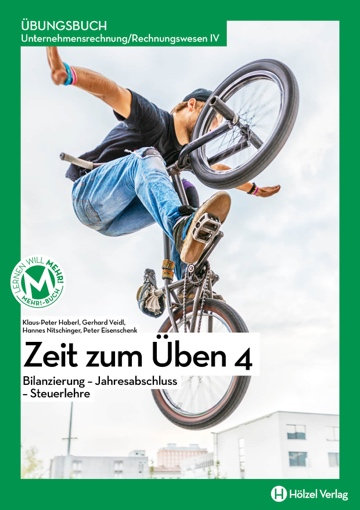 ÜBUNGSBUCH
Unternehmensrechnung/Rechnungswesen IV
LERNEN WILL MEHR!
M
MEHR!-BUCH
Klaus-Peter Haberl, Gerhard Veidl,
Hannes Nitschinger, Peter Eisenschenk
Zeit zum Üben 4
Bilanzierung – Jahresabschluss
– Steuerlehre
H Hölzel Verlag